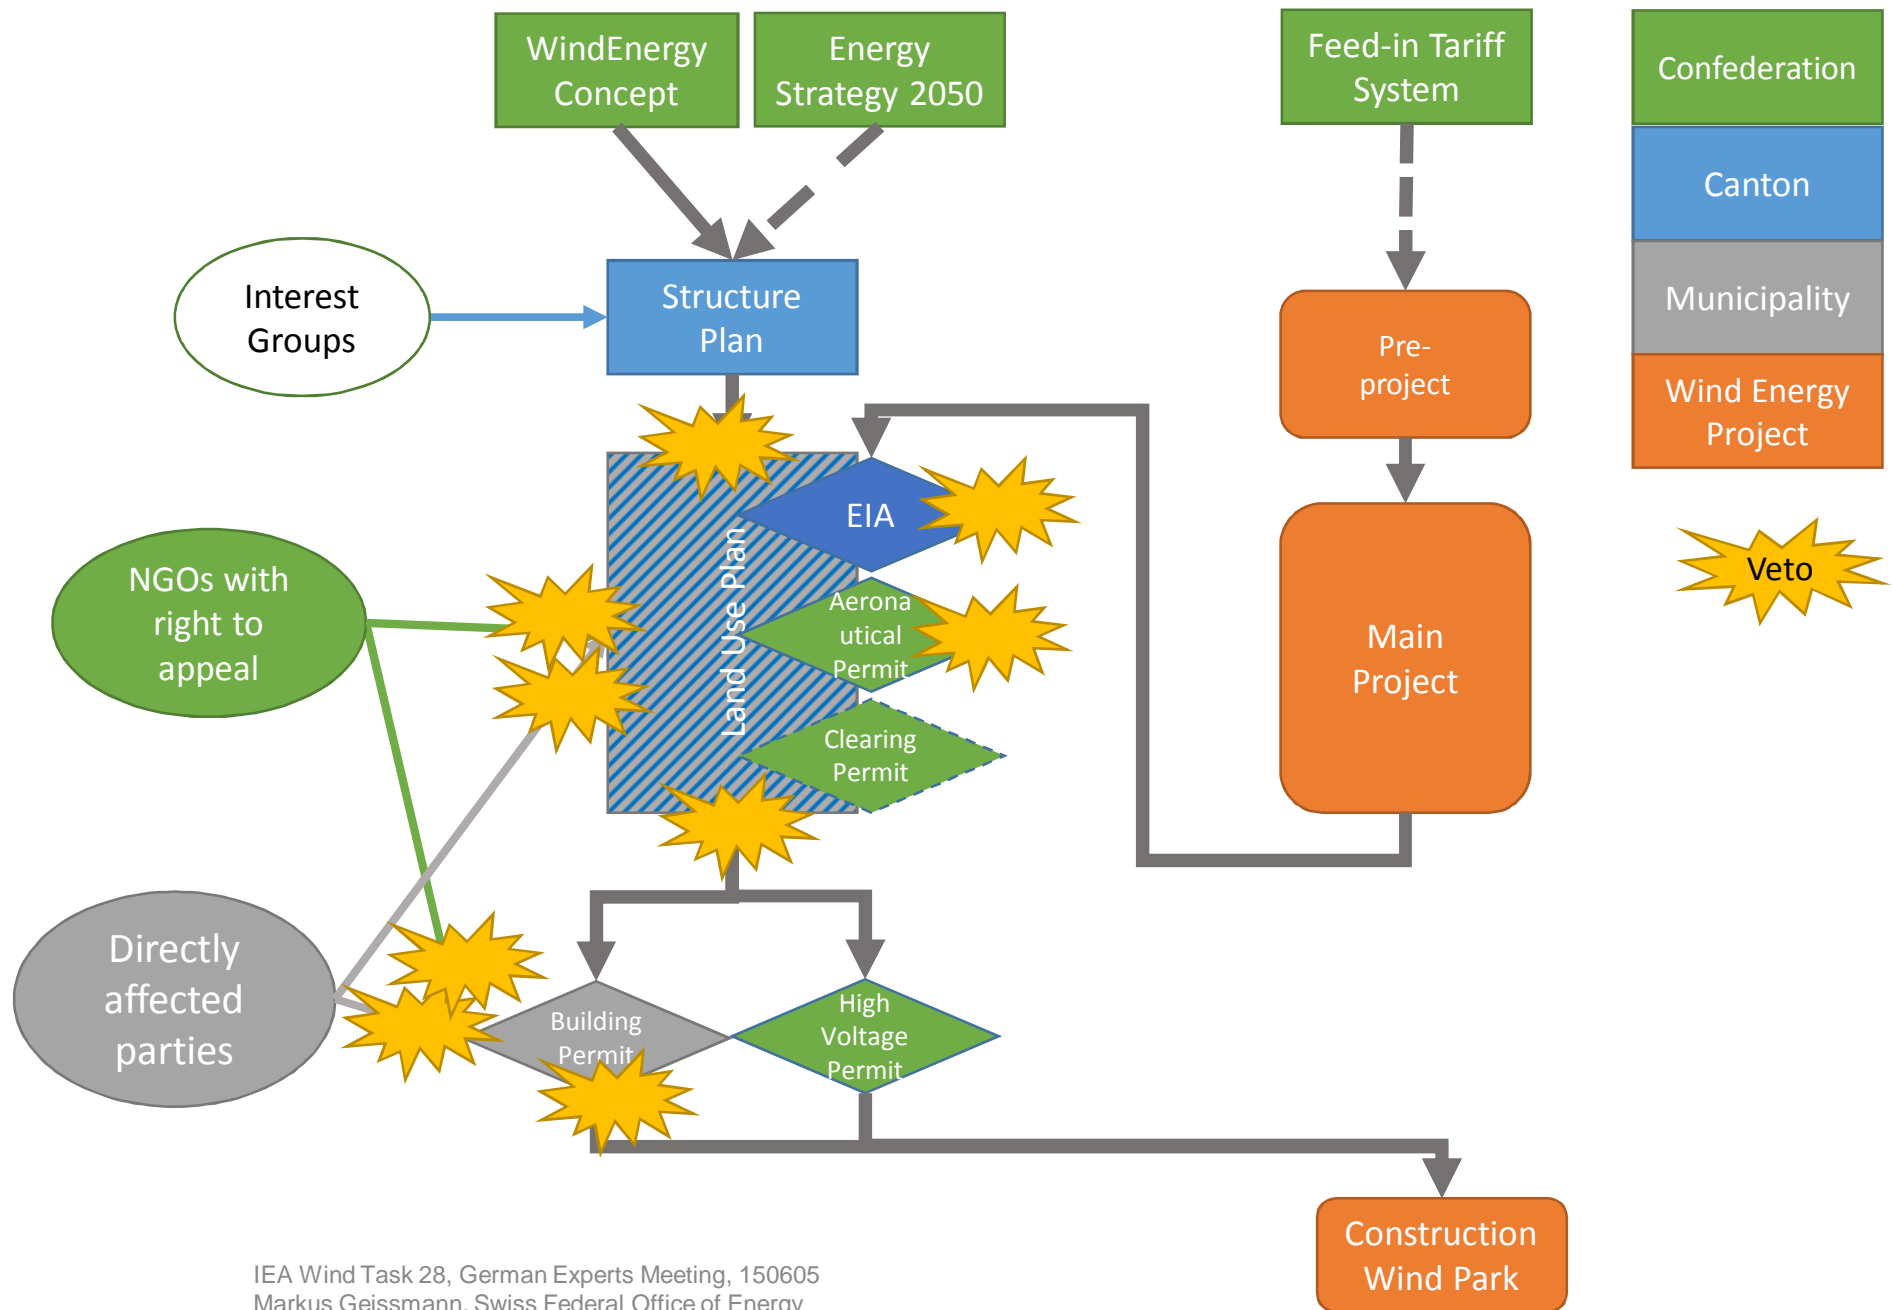 WindEnergy
Concept
Energy
Strategy 2050
Feed-in Tariff
System
Confederation
Canton
Municipality
Wind Energy
Project
Veto
Interest
Groups
Structure
Plan
Pre-
project
Main
Project
Land Use Plan
EIA
Aerona
utical
Permit
Clearing
Permit
NGOs with
right to
appeal
Directly
affected
parties
Building
Permit
High
Voltage
Permit
Construction
Wind Park
IEA Wind Task 28, German Experts Meeting, 150605
Markus Geissmann, Swiss Federal Office of Energy